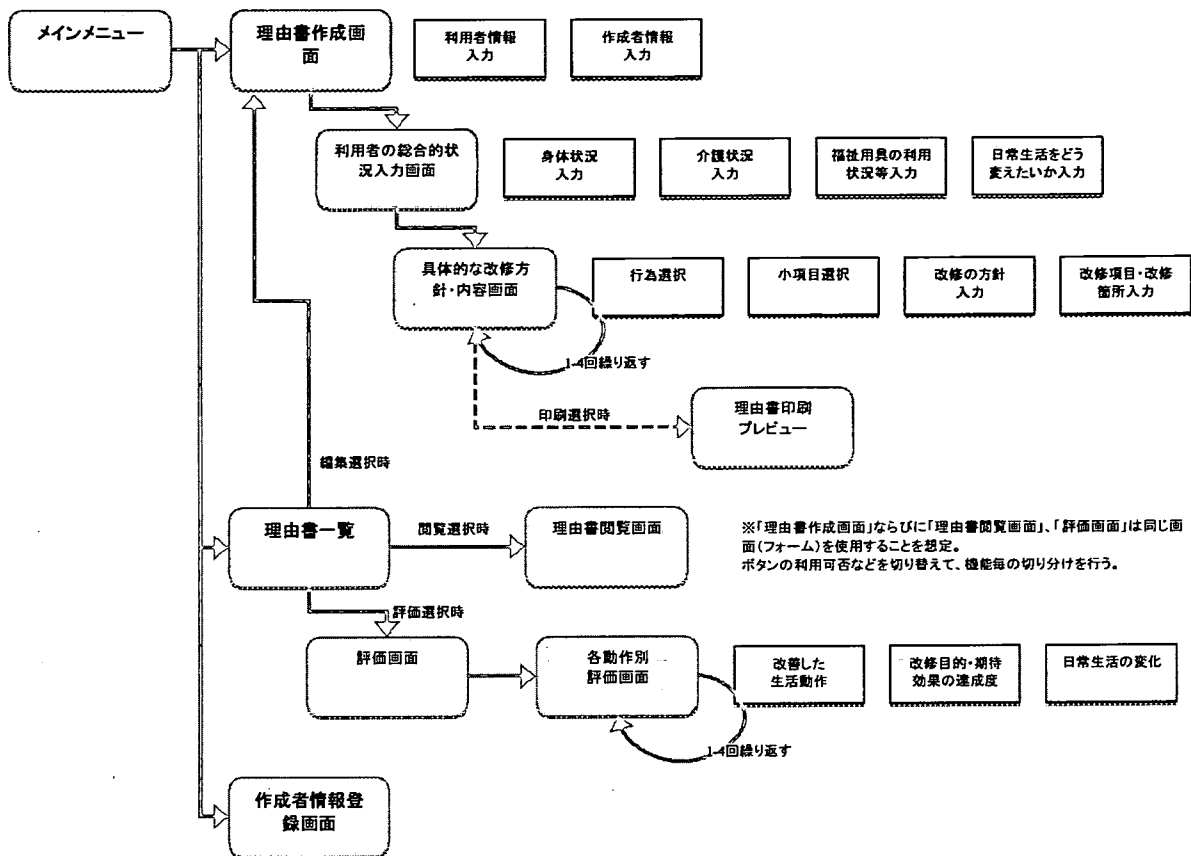 メインメニュー
理由書作成画
面
利用者情報
入力
作成者情報
入力
利用者の総合的状
況入力画面
身体状況
入力
介護状況
入力
福祉用具の利用
状況等入力
日常生活をどう
変えたいか入力
具体的な改修方
針・内容画面
行為選択
小項目選択
改修の方針
入力
改修項目・改修
箇所入力
1-4回繰り返す
印刷選択時
理由書印刷
プレビュー
編集選択時
理由書一覧
閲覧選択時
理由書閲覧画面
※「理由書作成画面」ならびに「理由書閲覧画面」、「評価画面」は同じ画
面(フォーム)を使用することを想定。
ボタンの利用可否などを切り替えて、機能毎の切り分けを行う。
評価選択時
評価画面
各動作別
評価画面
改善した
生活動作
改修目的・期待
効果の達成度
日常生活の変化
1-4回繰り返す
作成者情報登
録画面